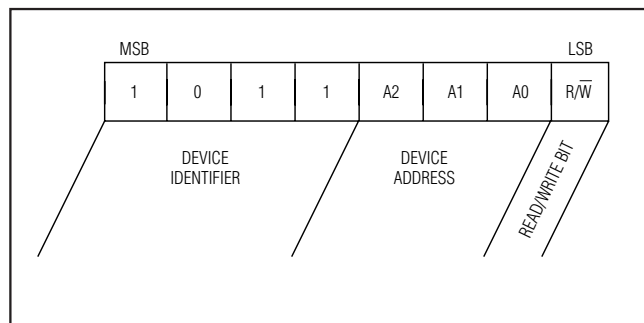 MSB LSB
1 0 1 1 A2 A1 A0 R/W̅
DEVICE
IDENTIFIER
DEVICE
ADDRESS
READ/WRITE BIT